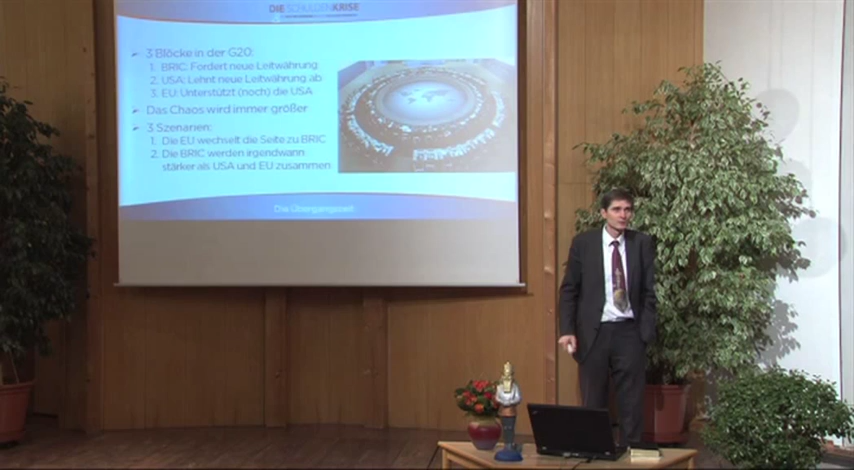 DIE SCHULDENKRISE
➢ 3 Blöcke in der G20:
1. BRIC: Fordert neue Leitwährung
2. USA: Lehnt neue Leitwährung ab
3. EU: Unterstützt (noch) die USA
➢ Das Chaos wird immer größer
➢ 3 Szenarien:
1. Die EU wechselt die Seite zu BRIC
2. Die BRIC werden irgendwann
stärker als USA und EU zusammen
Die Übergangszeit